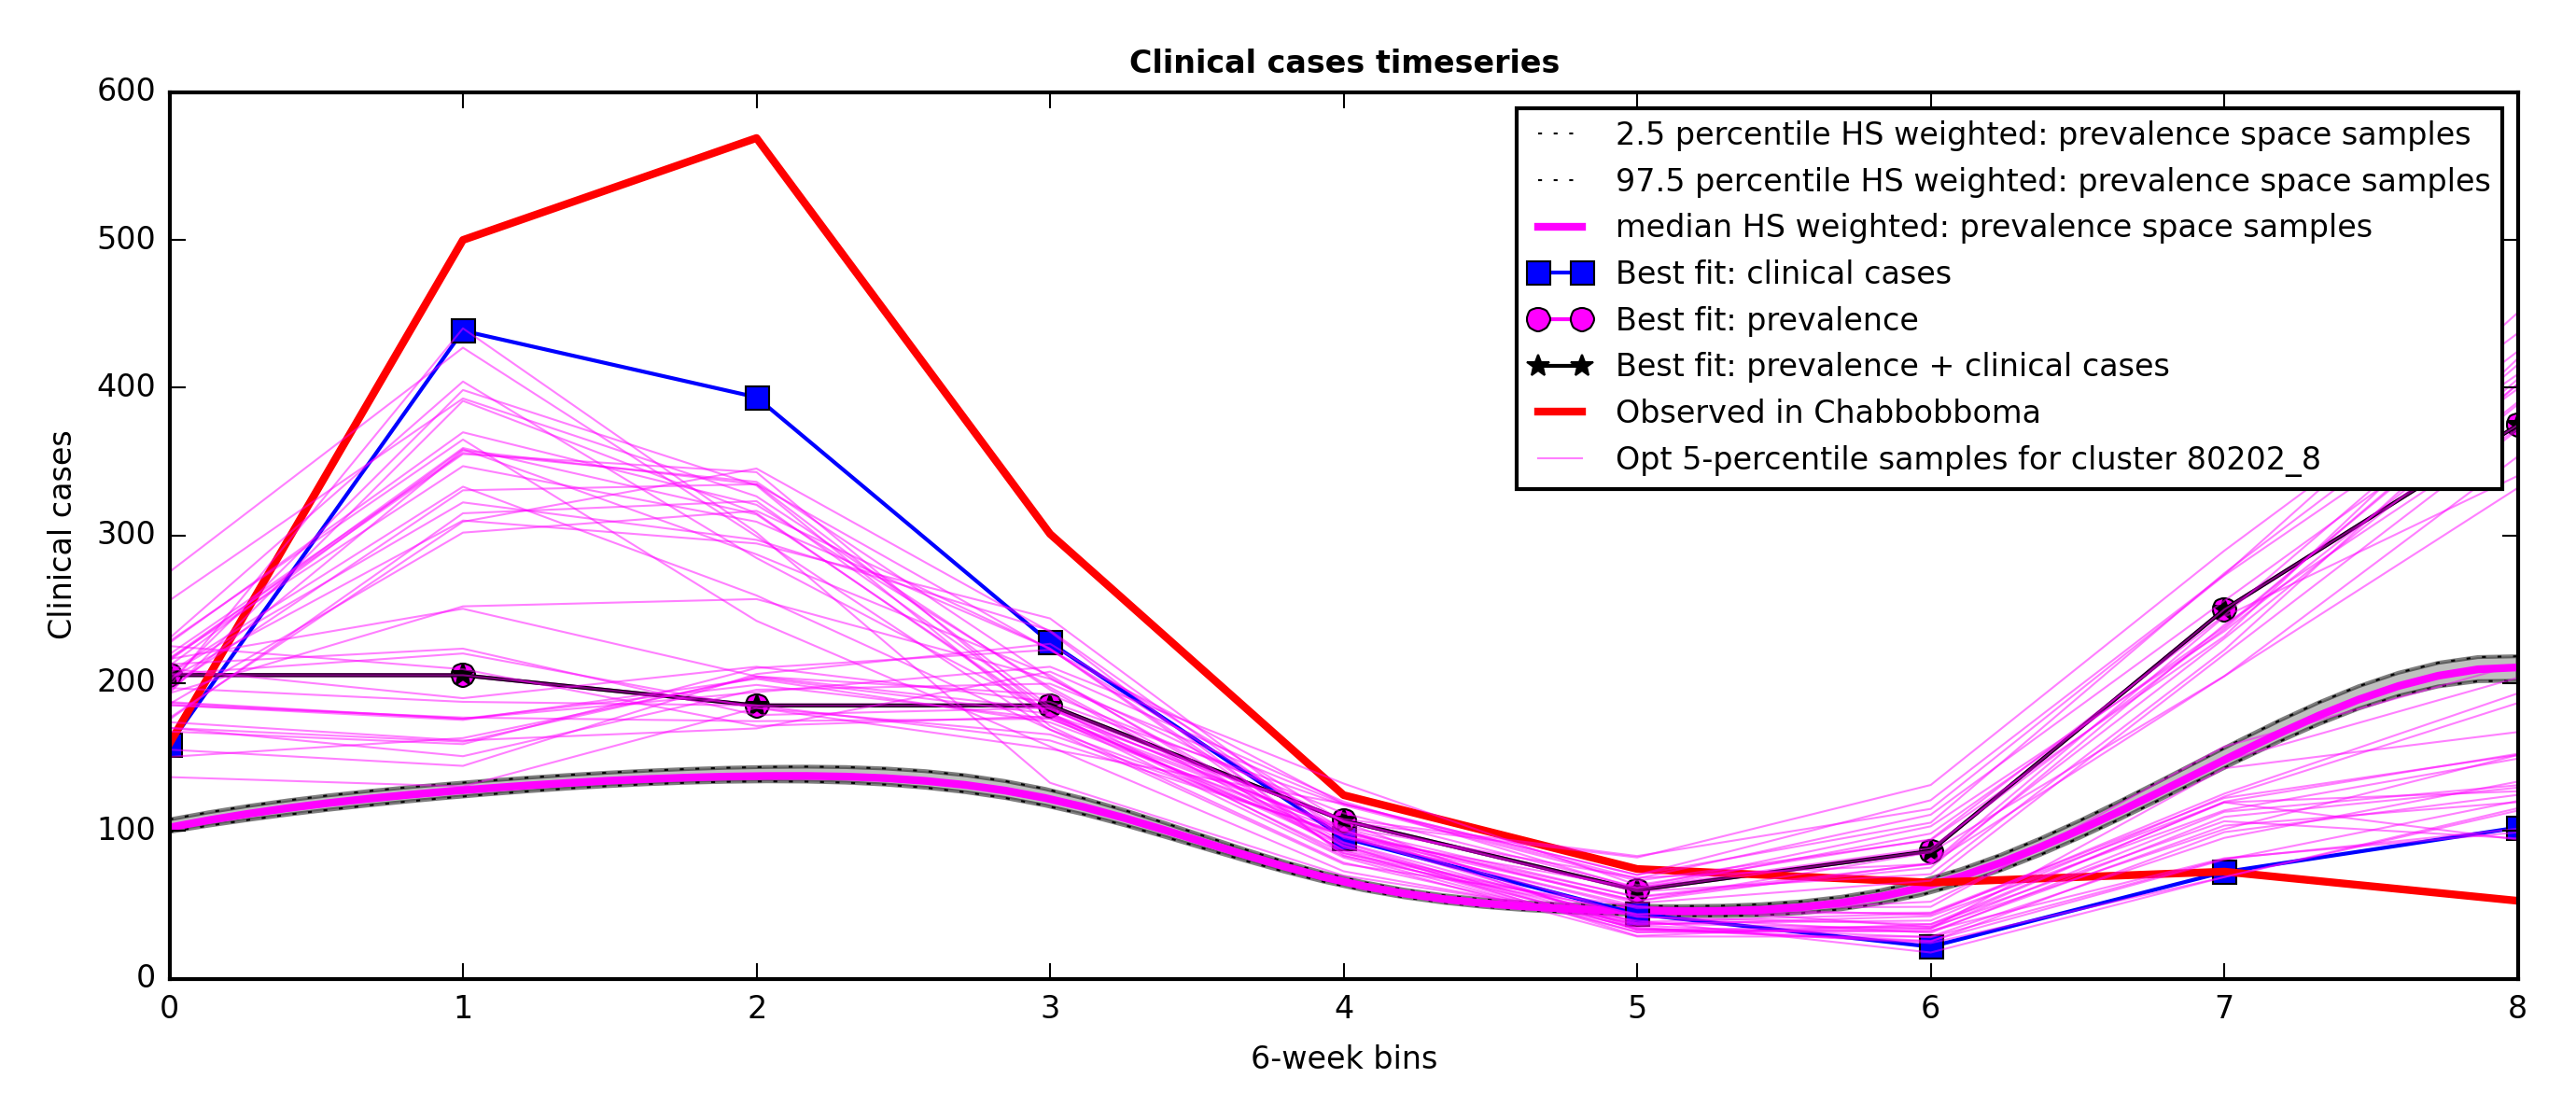 Clinical cases timeseries
600
500
400
300
200
100
0
Clinical cases
2.5 percentile HS weighted: prevalence space samples
97.5 percentile HS weighted: prevalence space samples
median HS weighted: prevalence space samples
Best fit: clinical cases
Best fit: prevalence
Best fit: prevalence + clinical cases
Observed in Chabbobboma
Opt 5-percentile samples for cluster 80202_8
0 1 2 3 4 5 6 7 8
6-week bins